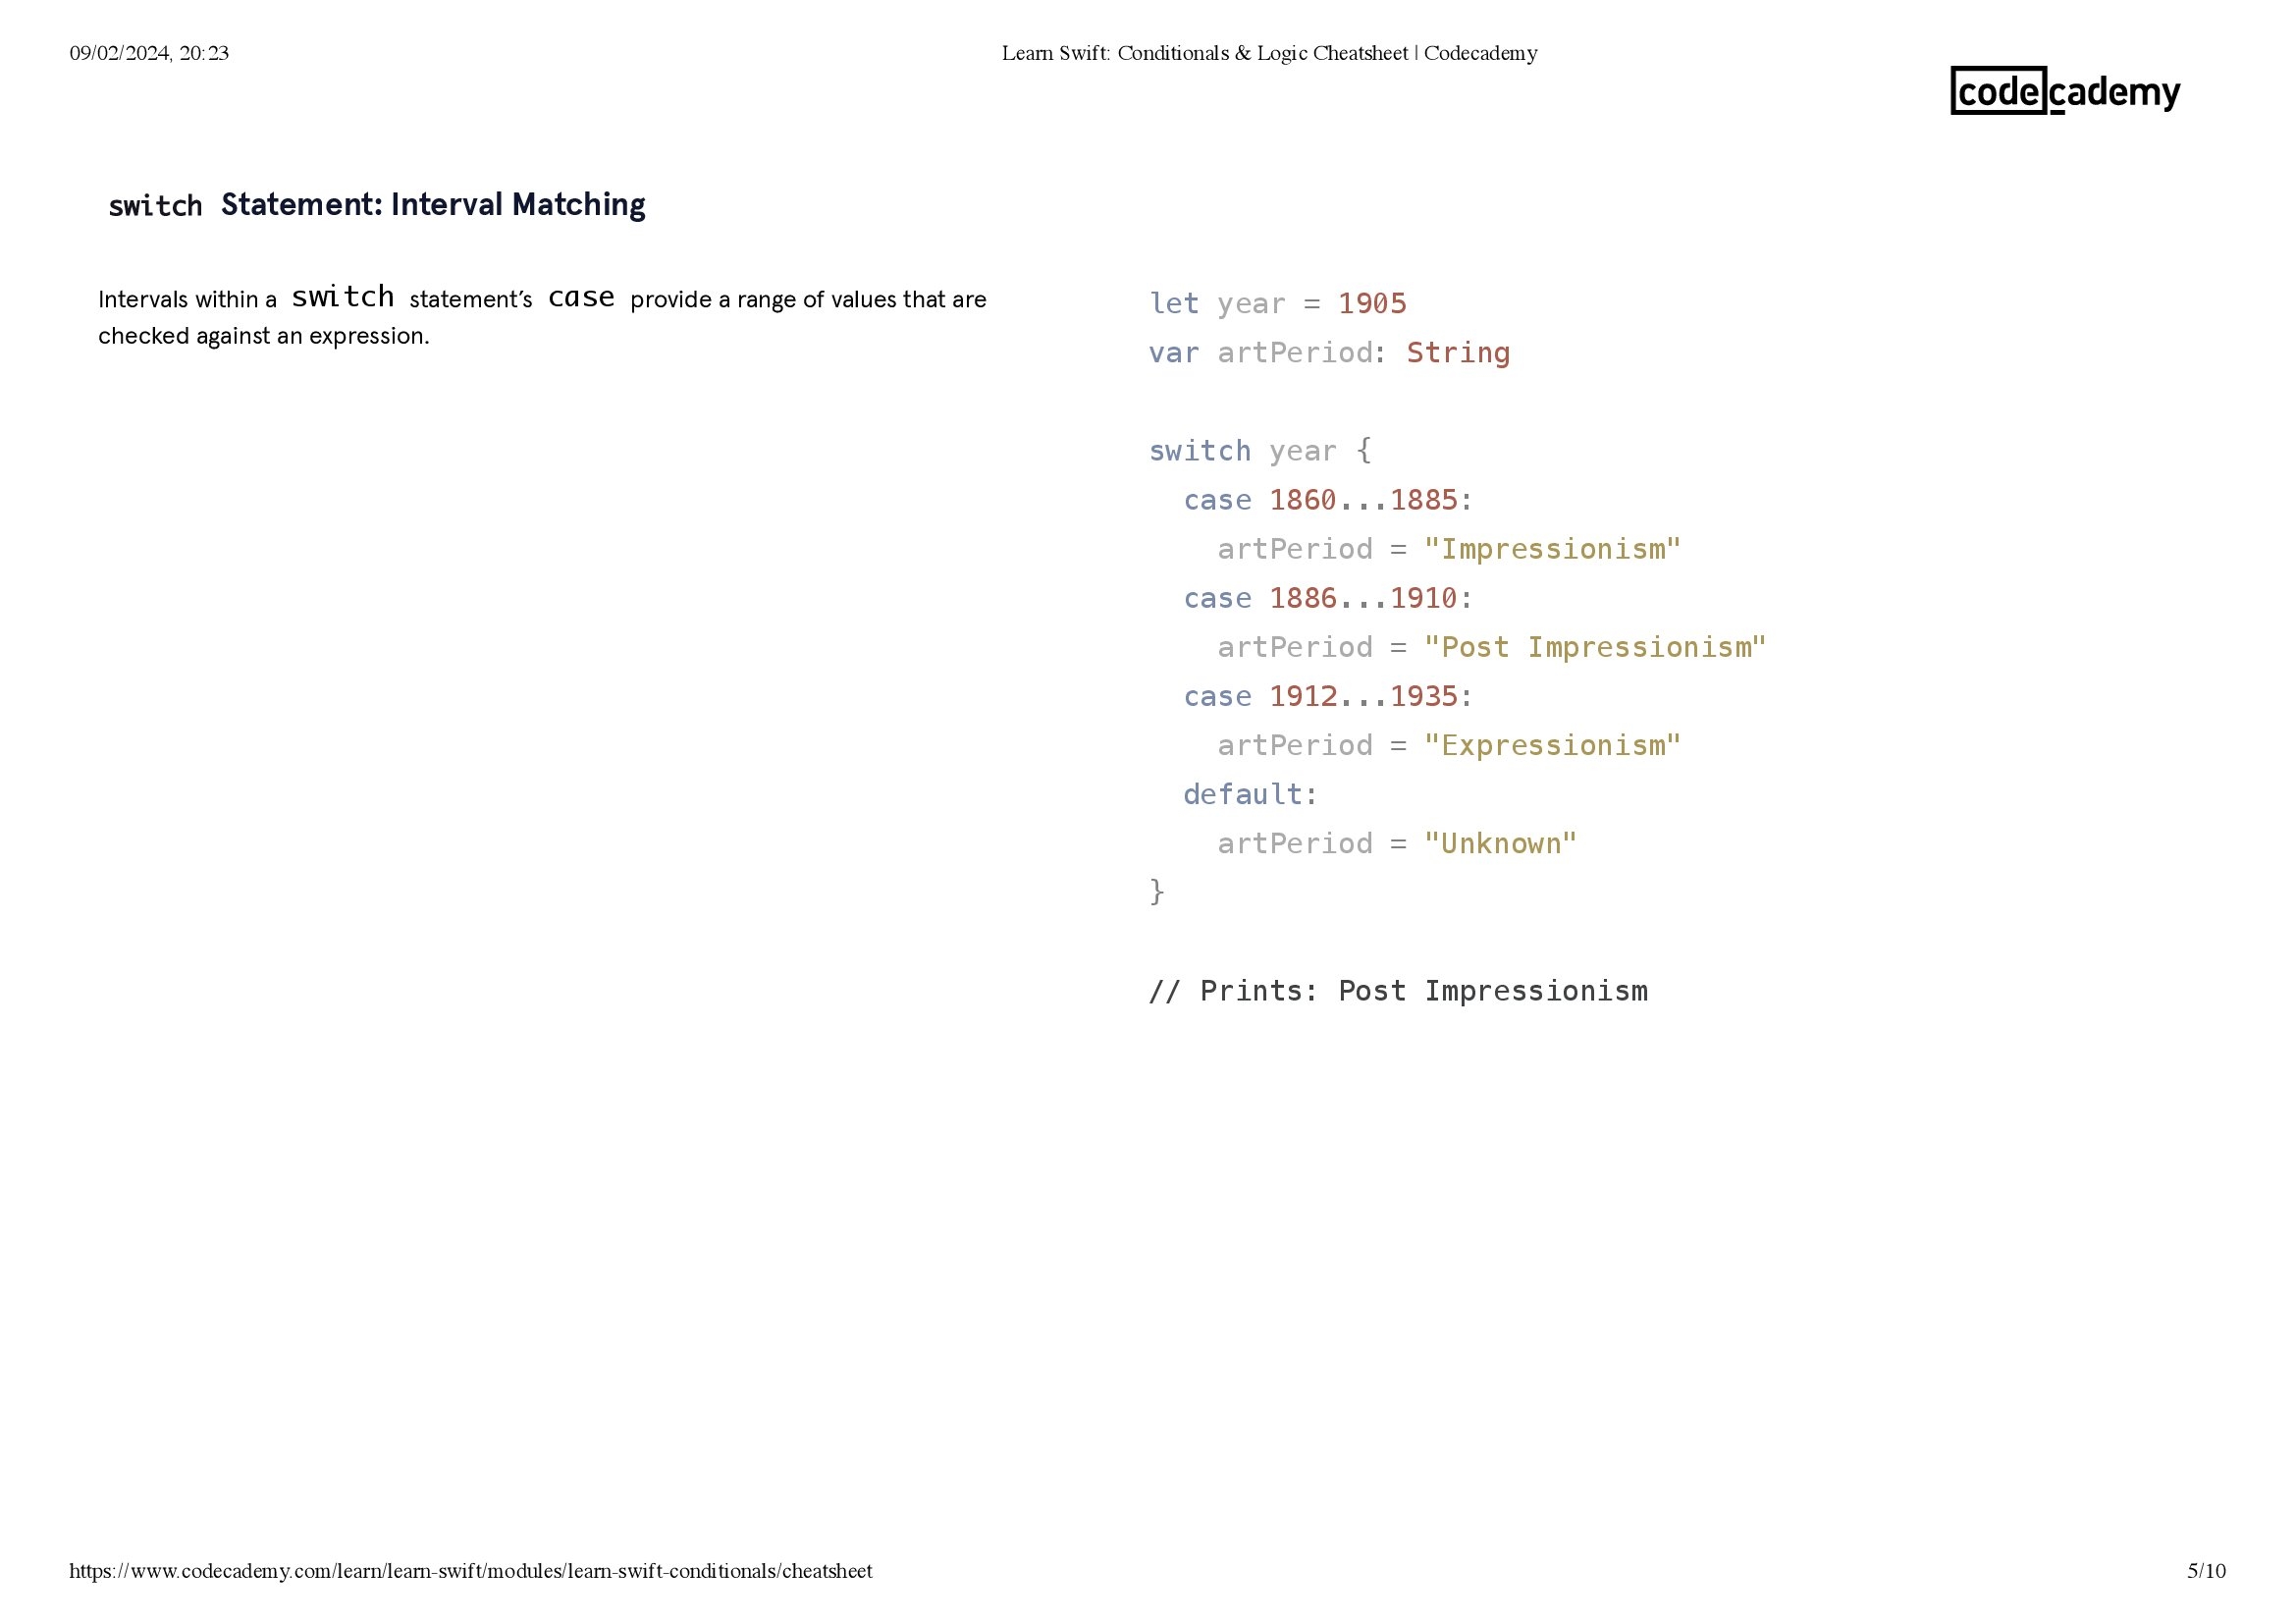 09/02/2024, 20:23
Learn Swift: Conditionals & Logic Cheatsheet | Codecademy
codecademy
switch Statement: Interval Matching
Intervals within a switch statement’s case provide a range of values that are
checked against an expression.
let year = 1905
var artPeriod: String

switch year {
  case 1860...1885:
    artPeriod = "Impressionism"
  case 1886...1910:
    artPeriod = "Post Impressionism"
  case 1912...1935:
    artPeriod = "Expressionism"
  default:
    artPeriod = "Unknown"
}

// Prints: Post Impressionism
https://www.codecademy.com/learn/learn-swift/modules/learn-swift-conditionals/cheatsheet
5/10